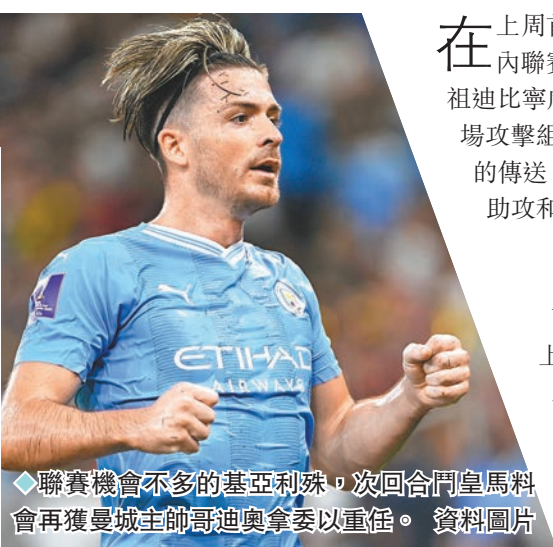 在上周首
內聯賽
祖迪比寧
場攻擊組
的傳送
助攻和
上
ETIHAD
AIRWAYS
◆聯賽機會不多的基亞利殊，次回合鬥皇馬料
會再獲曼城主帥哥迪奧拿委以重任。 資料圖片